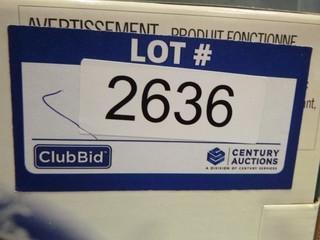 AVERTISSEMENT - PRODUIT FONCTIONNE
LOT #
2636
ClubBid
CENTURY
AUCTIONS
A DIVISION OF CENTURY SERVICES